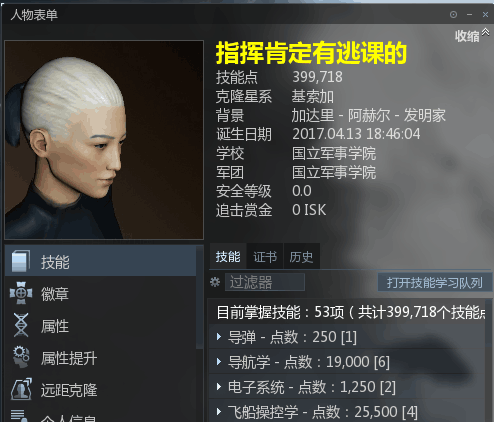 人物表单
收缩
指挥肯定有逃课的
技能点 399,718
克隆星系 基索加
背景 加达里 - 阿赫尔 - 发明家
诞生日期 2017.04.13 18:46:04
学校 国立军事学院
军团 国立军事学院
安全等级 0.0
追击赏金 0 ISK
技能
徽章
属性
属性提升
远距克隆
个人信息
技能 证书 历史
过滤器 打开技能学习队列
目前掌握技能：53项（共计399,718个技能点
导弹 - 点数：250 [1]
导航学 - 点数：19,000 [6]
电子系统 - 点数：1,250 [2]
飞船操控学 - 点数：25,500 [4]